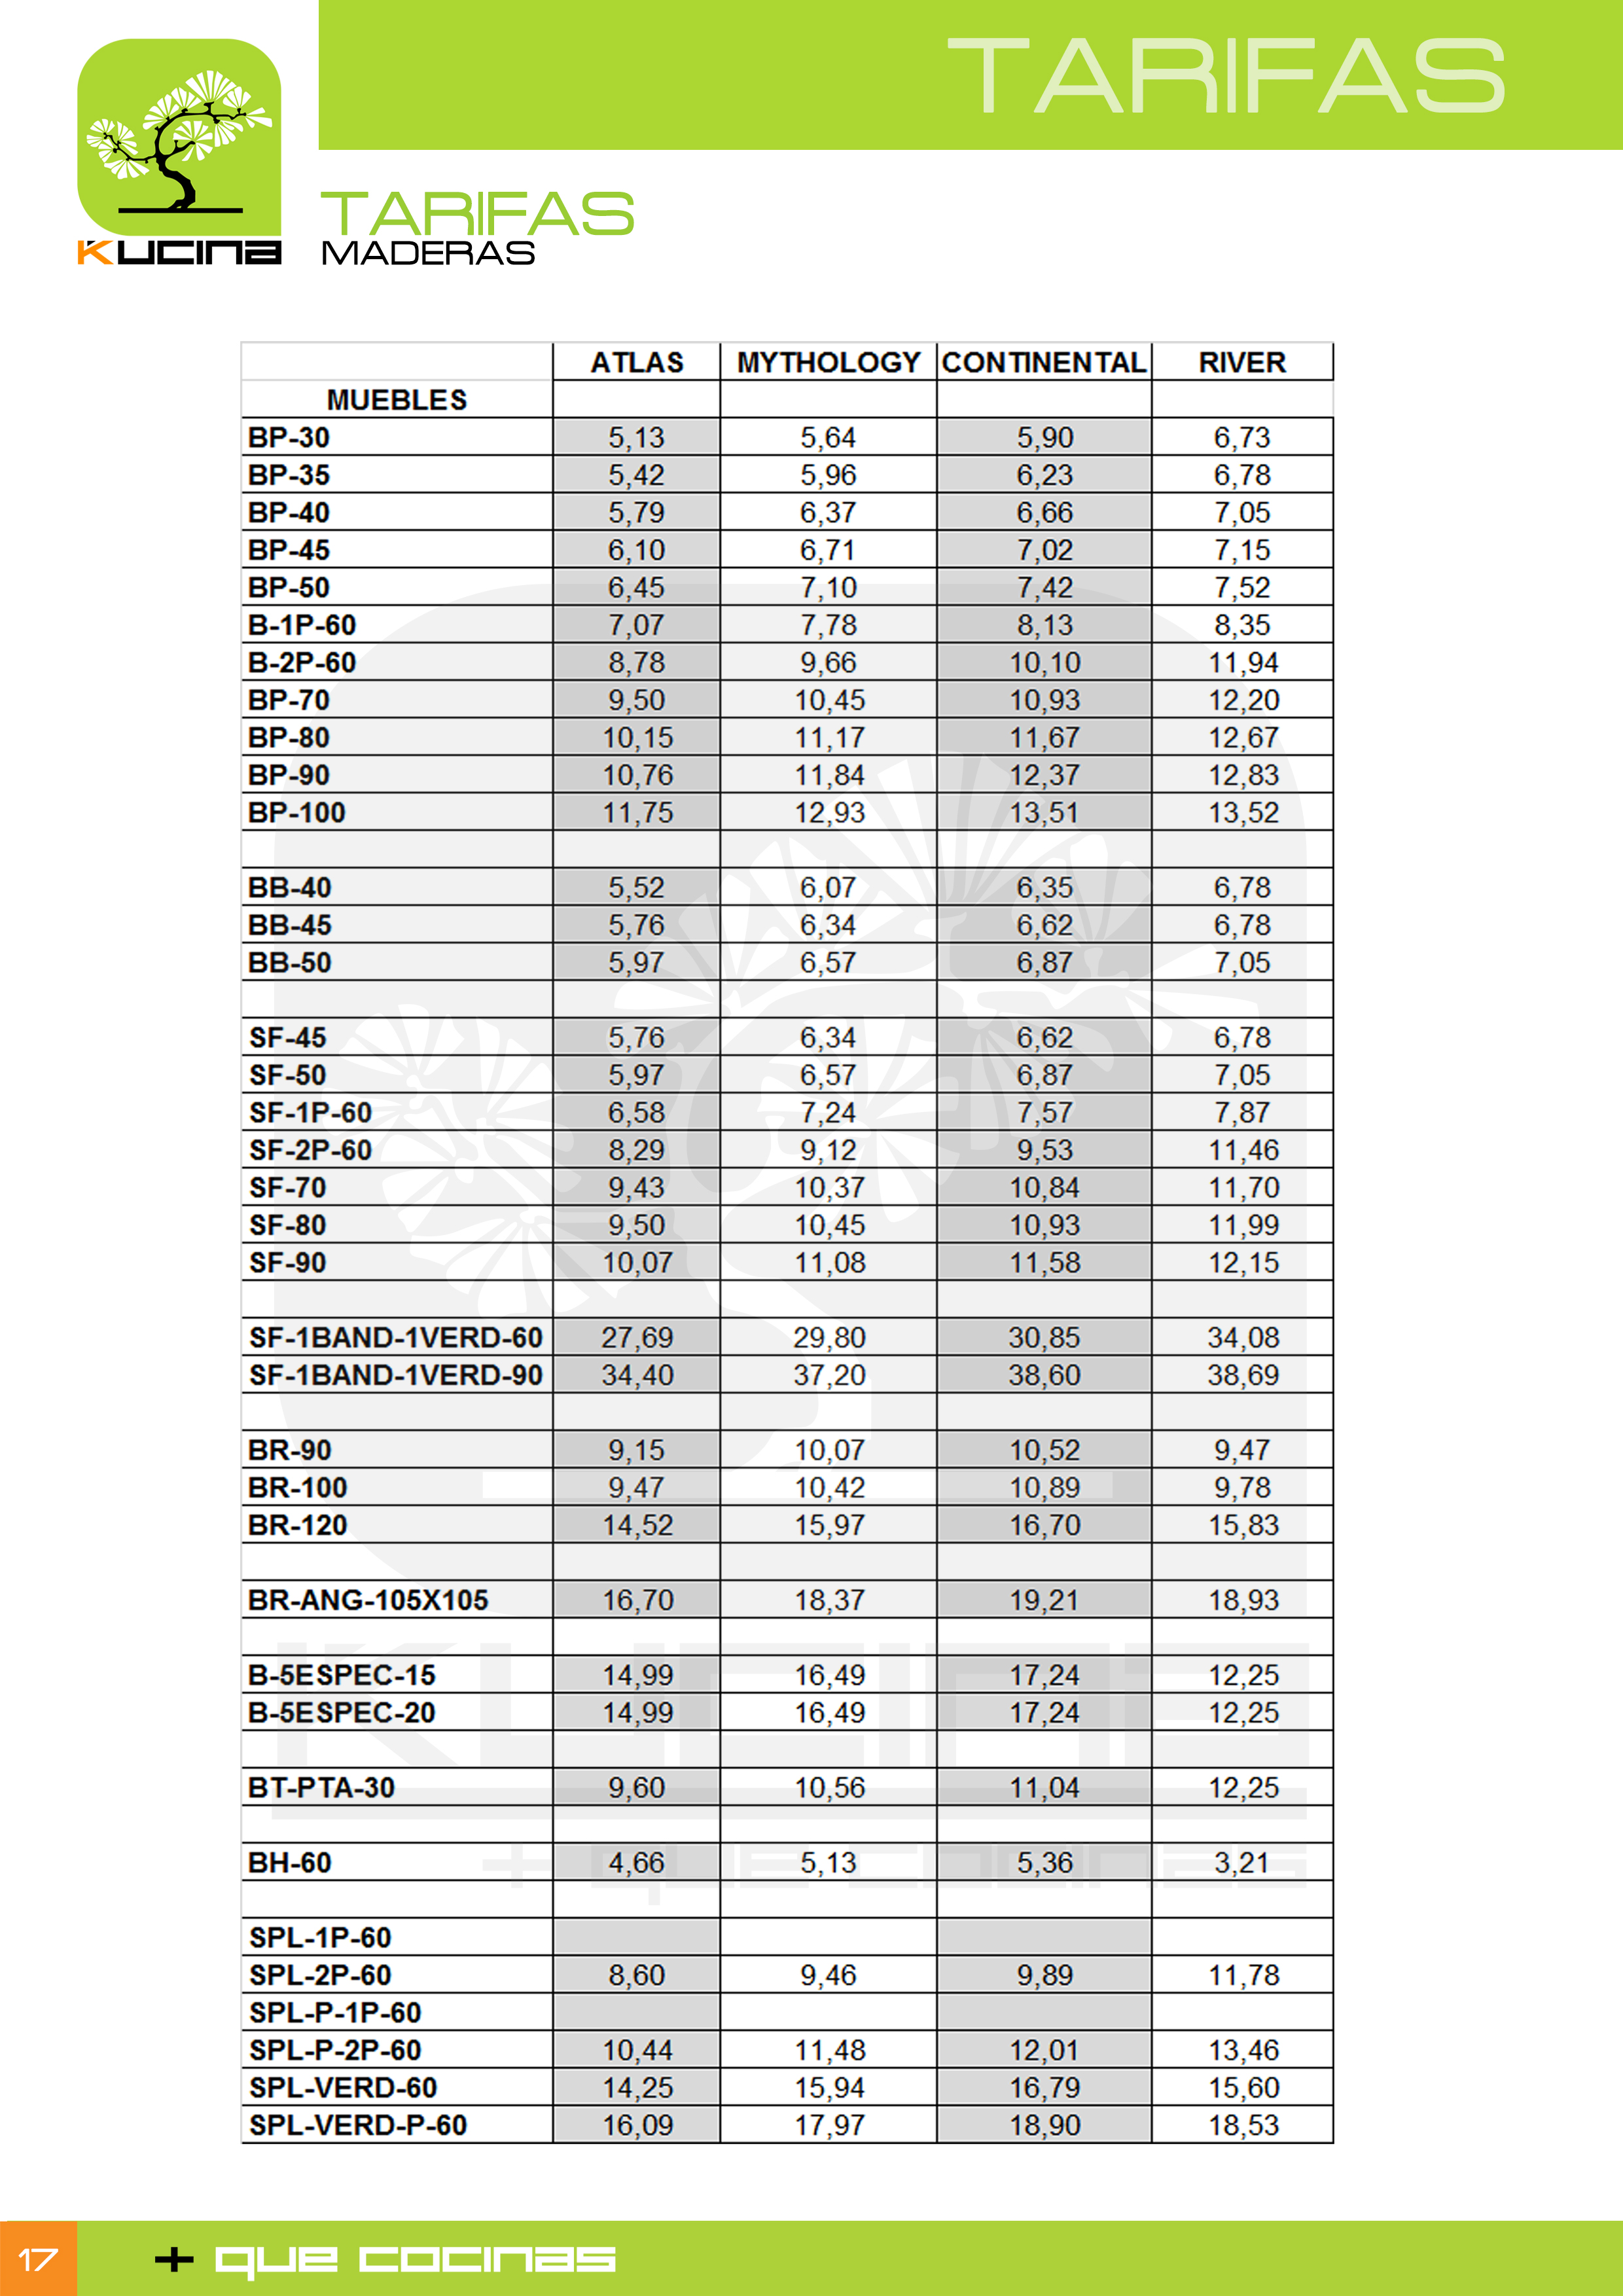 TARIFAS
TARIFAS
KUCINA MADERAS
ATLAS MYTHOLOGY CONTINENTAL RIVER
MUEBLES
BP-30 5,13 5,64 5,90 6,73
BP-35 5,42 5,96 6,23 6,78
BP-40 5,79 6,37 6,66 7,05
BP-45 6,10 6,71 7,02 7,15
BP-50 6,45 7,10 7,42 7,52
B-1P-60 7,07 7,78 8,13 8,35
B-2P-60 8,78 9,66 10,10 11,94
BP-70 9,50 10,45 10,93 12,20
BP-80 10,15 11,17 11,67 12,67
BP-90 10,76 11,84 12,37 12,83
BP-100 11,75 12,93 13,51 13,52
BB-40 5,52 6,07 6,35 6,78
BB-45 5,76 6,34 6,62 6,78
BB-50 5,97 6,57 6,87 7,05
SF-45 5,76 6,34 6,62 6,78
SF-50 5,97 6,57 6,87 7,05
SF-1P-60 6,58 7,24 7,57 7,87
SF-2P-60 8,29 9,12 9,53 11,46
SF-70 9,43 10,37 10,84 11,70
SF-80 9,50 10,45 10,93 11,99
SF-90 10,07 11,08 11,58 12,15
SF-1BAND-1VERD-60 27,69 29,80 30,85 34,08
SF-1BAND-1VERD-90 34,40 37,20 38,60 38,69
BR-90 9,15 10,07 10,52 9,47
BR-100 9,47 10,42 10,89 9,78
BR-120 14,52 15,97 16,70 15,83
BR-ANG-105X105 16,70 18,37 19,21 18,93
KUCINA
B-5ESPEC-15 14,99 16,49 17,24 12,25
B-5ESPEC-20 14,99 16,49 17,24 12,25
BT-PTA-30 9,60 10,56 11,04 12,25
+ que cocinas
BH-60 4,66 5,13 5,36 3,21
SPL-1P-60
SPL-2P-60 8,60 9,46 9,89 11,78
SPL-P-1P-60
SPL-P-2P-60 10,44 11,48 12,01 13,46
SPL-VERD-60 14,25 15,94 16,79 15,60
SPL-VERD-P-60 16,09 17,97 18,90 18,53
17 + que cocinas